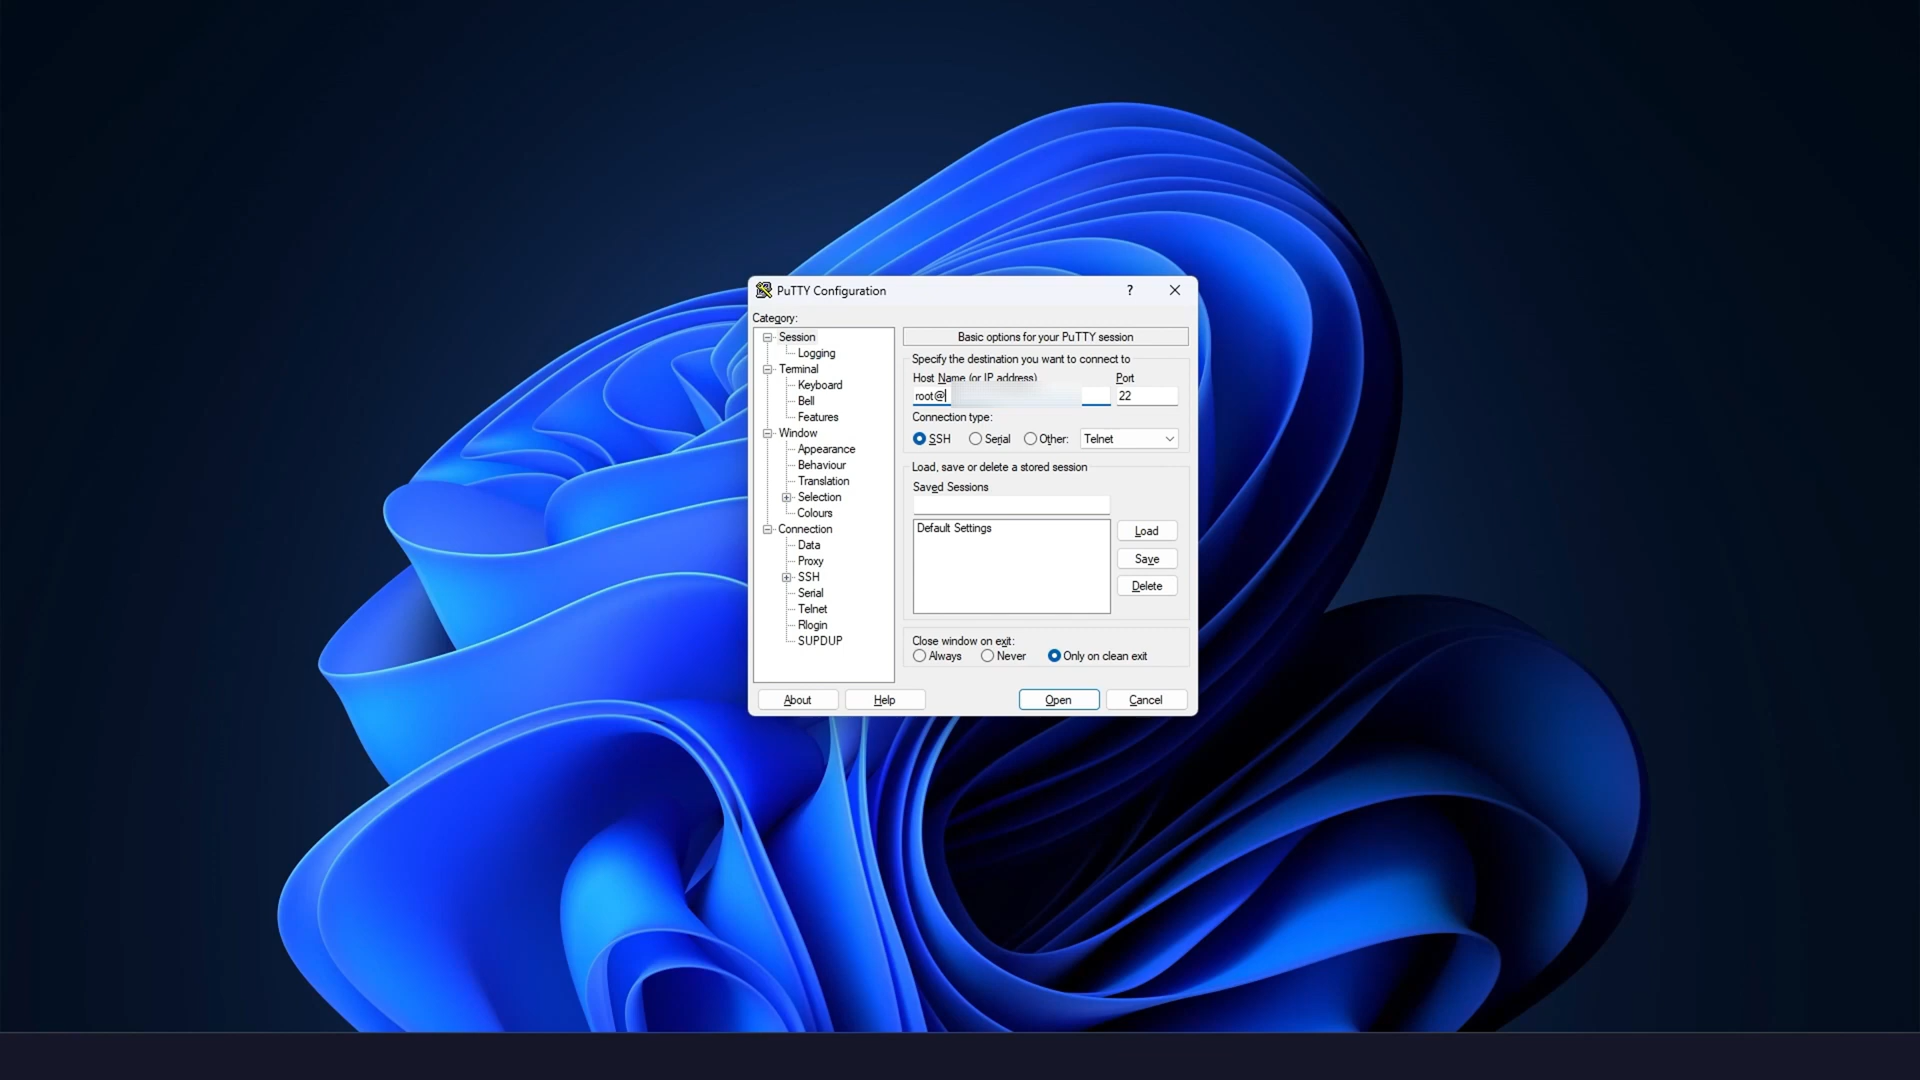 PuTTY Configuration
?
Category:
Session
Logging
Terminal
Keyboard
Bell
Features
Window
Appearance
Behaviour
Translation
Selection
Colours
Connection
Data
Proxy
SSH
Serial
Telnet
Rlogin
SUPDUP
Basic options for your PuTTY session
Specify the destination you want to connect to
Host Name (or IP address) Port
root@ 22
Connection type:
SSH Serial Other: Telnet
Load, save or delete a stored session
Saved Sessions
Default Settings
Load
Save
Delete
Close window on exit:
Always Never Only on clean exit
About Help Open Cancel